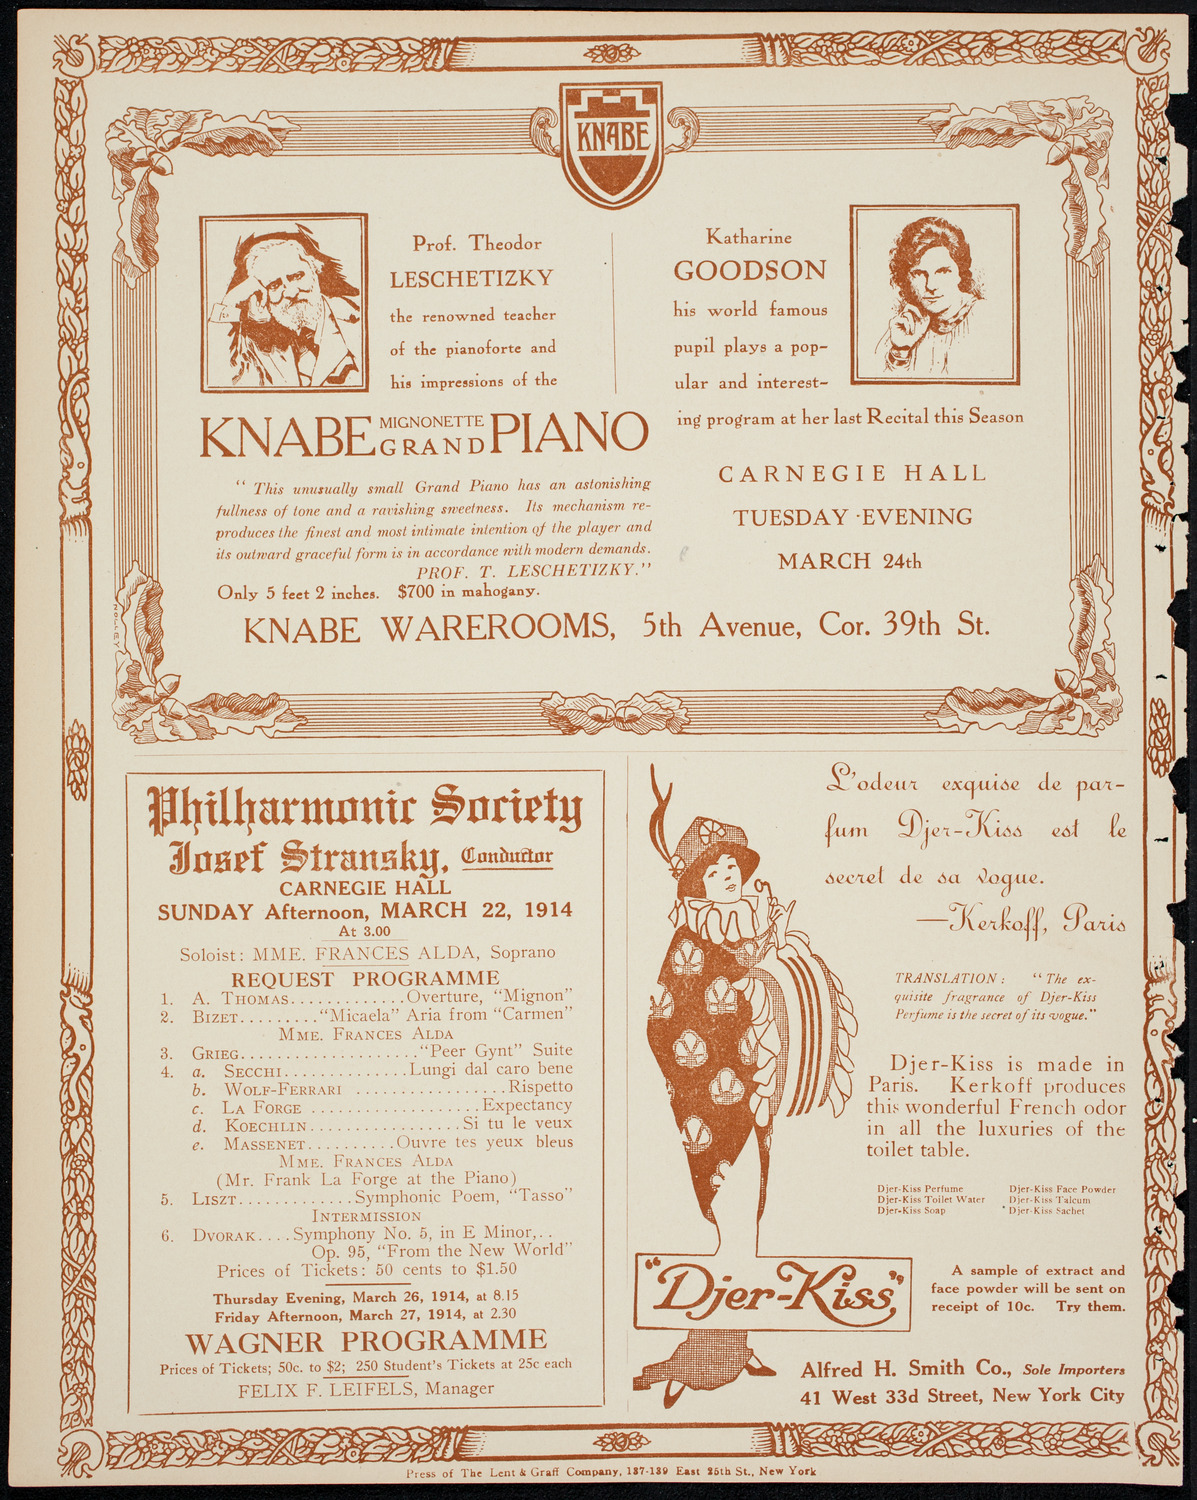 KNABE
Prof. Theodor
LESCHETIZKY
the renowned teacher
of the pianoforte and
his impressions of the
KNABE MIGNONETTE GRAND PIANO
“ This unusually small Grand Piano has an astonishing
fullness of tone and a ravishing sweetness. Its mechanism re-
produces the finest and most intimate intention of the player and
its outward graceful form is in accordance with modern demands.
PROF. T. LESCHETIZKY.”
Only 5 feet 2 inches. $700 in mahogany.
Katharine
GOODSON
his world famous
pupil plays a pop-
ular and interest-
ing program at her last Recital this Season
CARNEGIE HALL
TUESDAY EVENING
MARCH 24th
KNABE WAREROOMS, 5th Avenue, Cor. 39th St.
NOLLEY
Philharmonic Society
Josef Stransky, Conductor
CARNEGIE HALL
SUNDAY Afternoon, MARCH 22, 1914
At 3.00
Soloist: MME. FRANCES ALDA, Soprano
REQUEST PROGRAMME
1. A. THOMAS.............Overture, “Mignon”
2. BIZET.........“Micaela” Aria from “Carmen”
MME. FRANCES ALDA
3. GRIEG....................“Peer Gynt” Suite
4. a. SECCHI..............Lungi dal caro bene
b. WOLF-FERRARI .................Rispetto
c. LA FORGE ...................Expectancy
d. KOECHLIN.................Si tu le veux
e. MASSENET..........Ouvre tes yeux bleus
MME. FRANCES ALDA
(Mr. Frank La Forge at the Piano)
5. LISZT.............Symphonic Poem, “Tasso”
INTERMISSION
6. DVORAK....Symphony No. 5, in E Minor,..
Op. 95, “From the New World”
Prices of Tickets: 50 cents to $1.50
Thursday Evening, March 26, 1914, at 8.15
Friday Afternoon, March 27, 1914, at 2.30
WAGNER PROGRAMME
Prices of Tickets; 50c. to $2; 250 Student’s Tickets at 25c each
FELIX F. LEIFELS, Manager
L’odeur exquise de par-
fum Djer-Kiss est le
secret de sa vogue.
—Kerkoff, Paris
TRANSLATION: “The ex-
quisite fragrance of Djer-Kiss
Perfume is the secret of its vogue.”
Djer-Kiss is made in
Paris. Kerkoff produces
this wonderful French odor
in all the luxuries of the
toilet table.
Djer-Kiss Perfume Djer-Kiss Face Powder
Djer-Kiss Toilet Water Djer-Kiss Talcum
Djer-Kiss Soap Djer-Kiss Sachet
“Djer-Kiss”
A sample of extract and
face powder will be sent on
receipt of 10c. Try them.
Alfred H. Smith Co., Sole Importers
41 West 33d Street, New York City
Press of The Lent & Graff Company, 137-139 East 25th St., New York